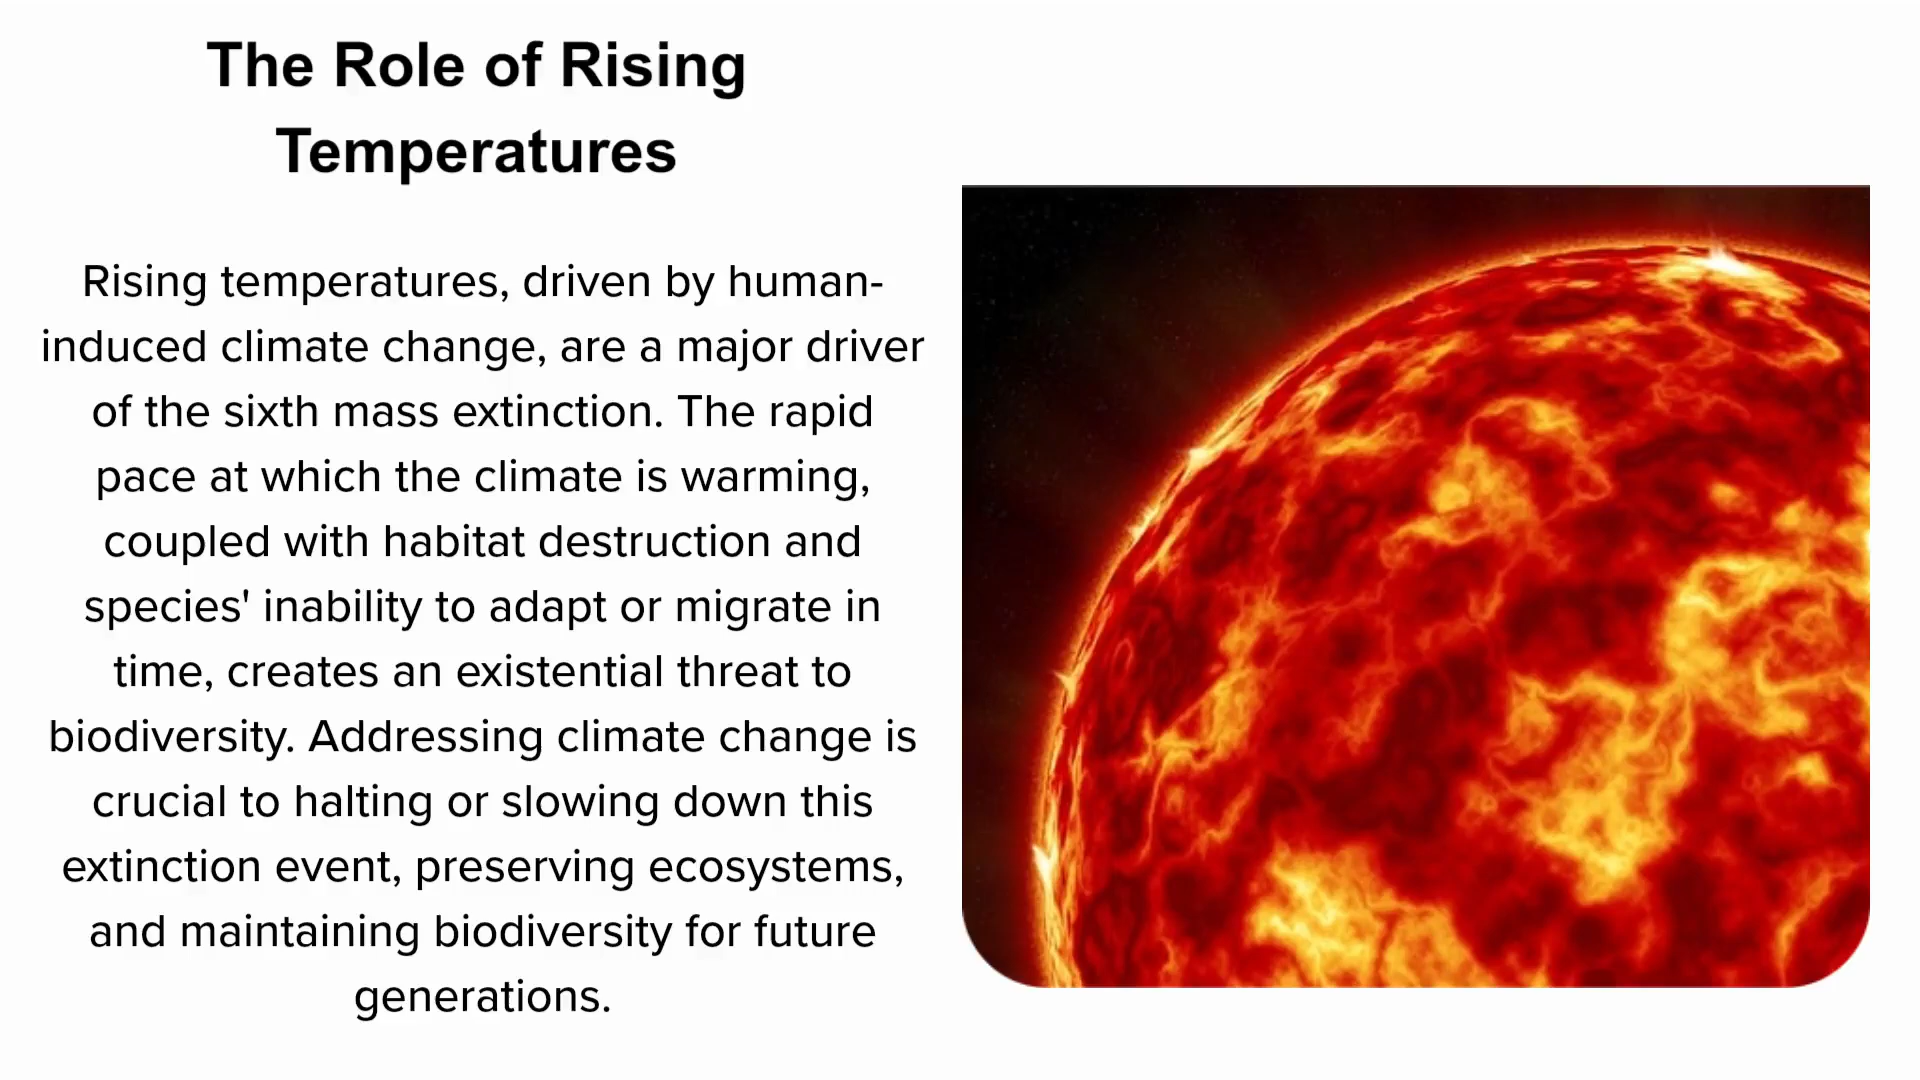 The Role of Rising
Temperatures
Rising temperatures, driven by human-
induced climate change, are a major driver
of the sixth mass extinction. The rapid
pace at which the climate is warming,
coupled with habitat destruction and
species' inability to adapt or migrate in
time, creates an existential threat to
biodiversity. Addressing climate change is
crucial to halting or slowing down this
extinction event, preserving ecosystems,
and maintaining biodiversity for future
generations.